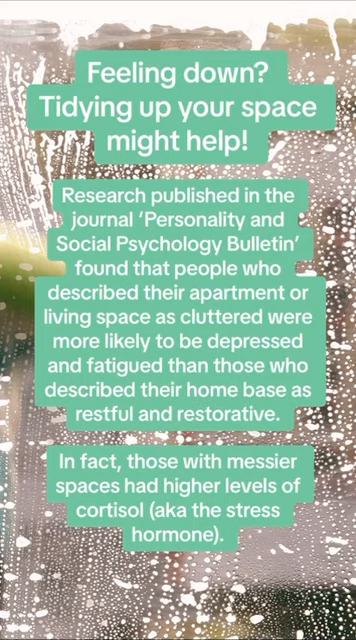 Feeling down?
Tidying up your space
might help!
Research published in the
journal ‘Personality and
Social Psychology Bulletin’
found that people who
described their apartment or
living space as cluttered were
more likely to be depressed
and fatigued than those who
described their home base as
restful and restorative.
In fact, those with messier
spaces had higher levels of
cortisol (aka the stress
hormone).